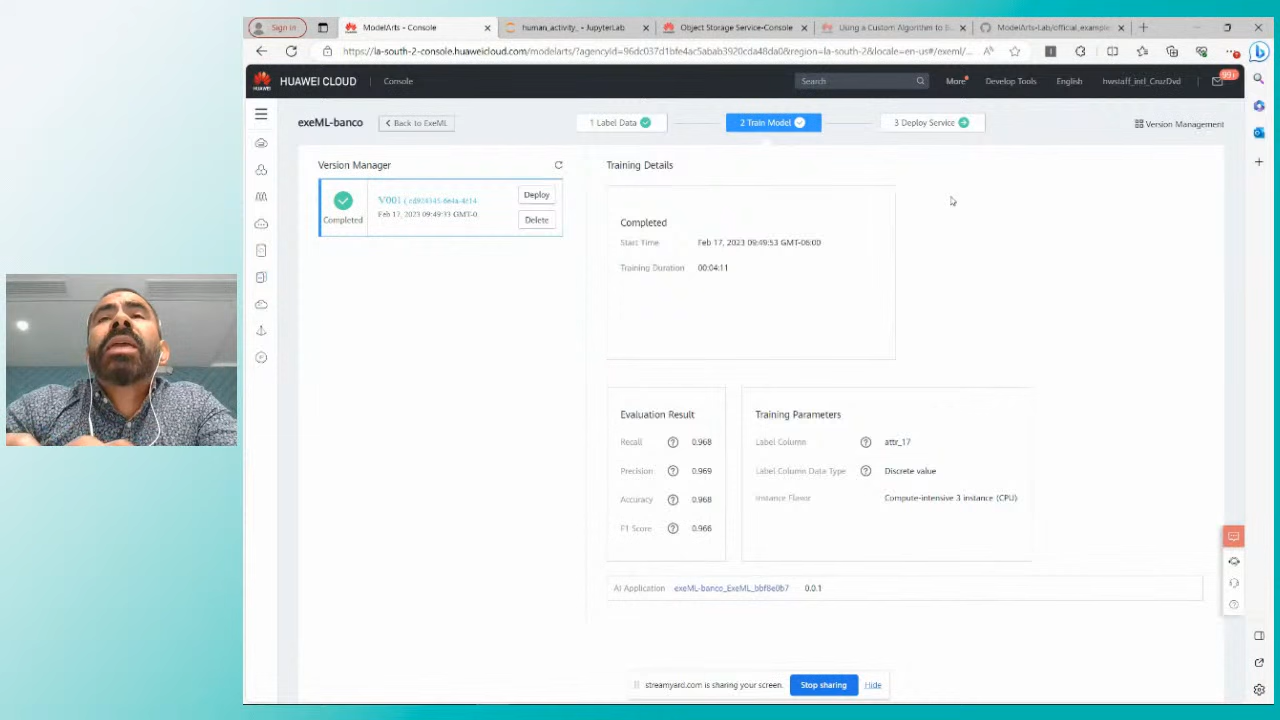 Sign in
ModelArts - Console
human_activity_ - JupyterLab
Object Storage Service-Console
Using a Custom Algorithm to
ModelArts-Lab/official_example
https://la-south-2-console.huaweicloud.com/modelarts/?agencyId=96dc037d1bfe4ac5abab3920cda48da0&region=la-south-2&locale=en-us#/exeml/...
HUAWEI CLOUD
Console
Search
More
Develop Tools
English
hwstaff_intl_CruzDvd
99+
exeML-banco
< Back to ExeML
1 Label Data
2 Train Model
3 Deploy Service
Version Management
Version Manager
Completed
V001
Feb 17, 2023 09:49:33 GMT-0
Deploy
Delete
Training Details
Completed
Start Time Feb 17, 2023 09:49:53 GMT-06:00
Training Duration 00:04:11
Evaluation Result
Recall 0.968
Precision 0.969
Accuracy 0.968
F1 Score 0.966
Training Parameters
Label Column attr_17
Label Column Data Type Discrete value
Instance Flavor Compute-intensive 3 instance (CPU)
AI Application exeML-banco_ExeML_bbf8e0b7 0.0.1
streamyard.com is sharing your screen.
Stop sharing
Hide